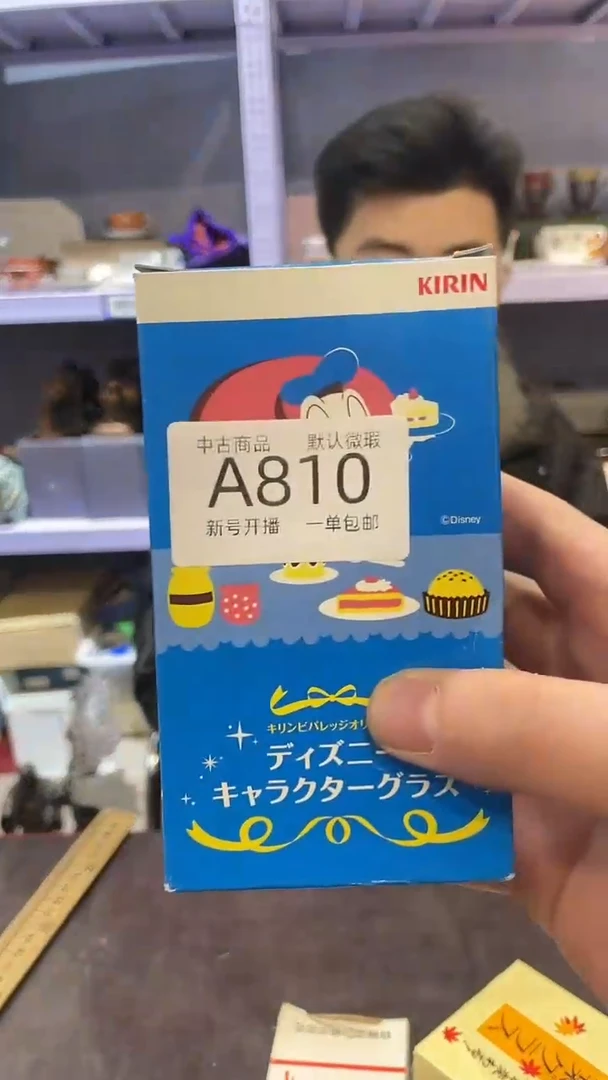 KIRIN
中古商品 默认微瑕
A810
新号开播 一单包邮
©Disney
キリンビバレッジオリ
ディズニー
キャラクターグラス